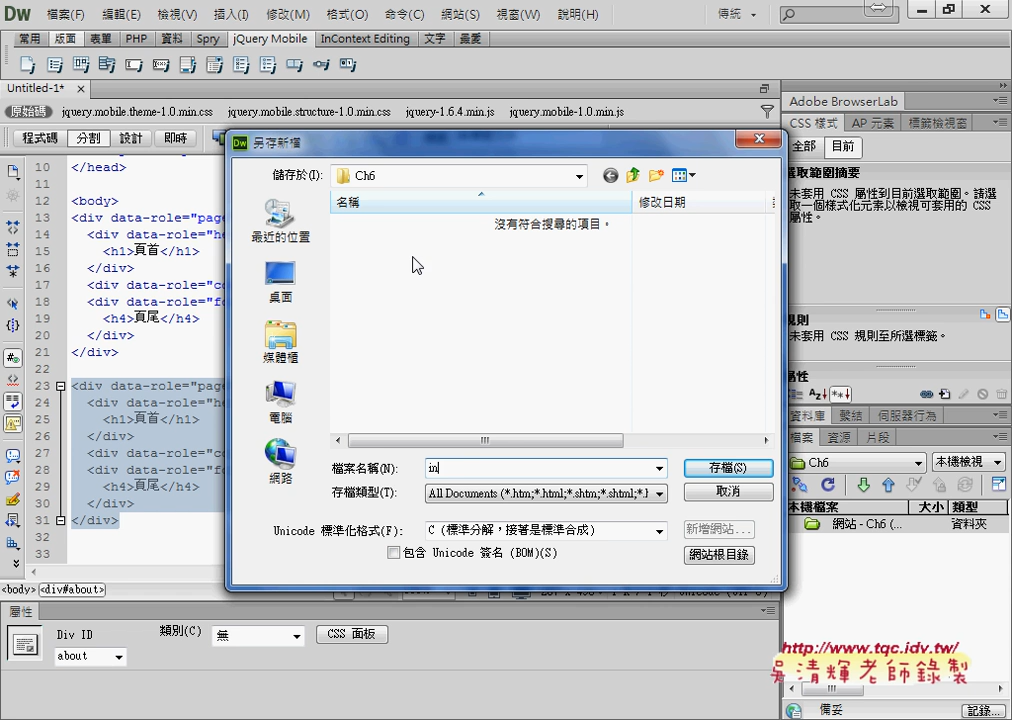 Dw 檔案(F) 編輯(E) 檢視(V) 插入(I) 修改(M) 格式(O) 命令(C) 網站(S) 視窗(W) 說明(H) 傳統
常用 版面 表單 PHP 資料 Spry jQuery Mobile InContext Editing 文字 我的最愛
Untitled-1*
原始碼 jquery.mobile.theme-1.0.min.css jquery.mobile.structure-1.0.min.css jquery-1.6.4.min.js jquery.mobile-1.0.min.js
程式碼 分割 設計 即時
10 </head>
11
12 <body>
13 <div data-role="page
14 <div data-role="he
15 <h1>頁首</h1>
16 </div>
17 <div data-role="co
18 <div data-role="fo
19 <h4>頁尾</h4>
20 </div>
21 </div>
22
23 <div data-role="page
24 <div data-role="he
25 <h1>頁首</h1>
26 </div>
27 <div data-role="co
28 <div data-role="fo
29 <h4>頁尾</h4>
30 </div>
31 </div>
32
33
<body> <div#about>
屬性
Div ID
about
類別(C) 無
CSS 面板
Dw 另存新檔
儲存於(I): Ch6
名稱 修改日期
沒有符合搜尋的項目。
最近的位置
桌面
媒體櫃
電腦
網路
檔案名稱(N): in
存檔(S)
存檔類型(T): All Documents (*.htm;*.html;*.shtm;*.shtml;*.l
取消
Unicode 標準化格式(F): C (標準分解，接著是標準合成)
新增網站...
包含 Unicode 簽名 (BOM)(S)
網站根目錄
Adobe BrowserLab
CSS 樣式 AP 元素 標籤檢視窗
全部 目前
選取範圍摘要
未套用 CSS 屬性到目前選取範圍。請選
取一個樣式化元素以檢視可套用的 CSS
屬性。
規則
未套用 CSS 規則至所選標籤。
屬性
資料庫 繫結 伺服器行為
檔案 資源 片段
Ch6 本機檢視
本機檔案 大小 類型
網站 - Ch6 (... 資料夾
http://www.tqc.idv.tw/
吳清輝老師錄製
備妥 記錄...